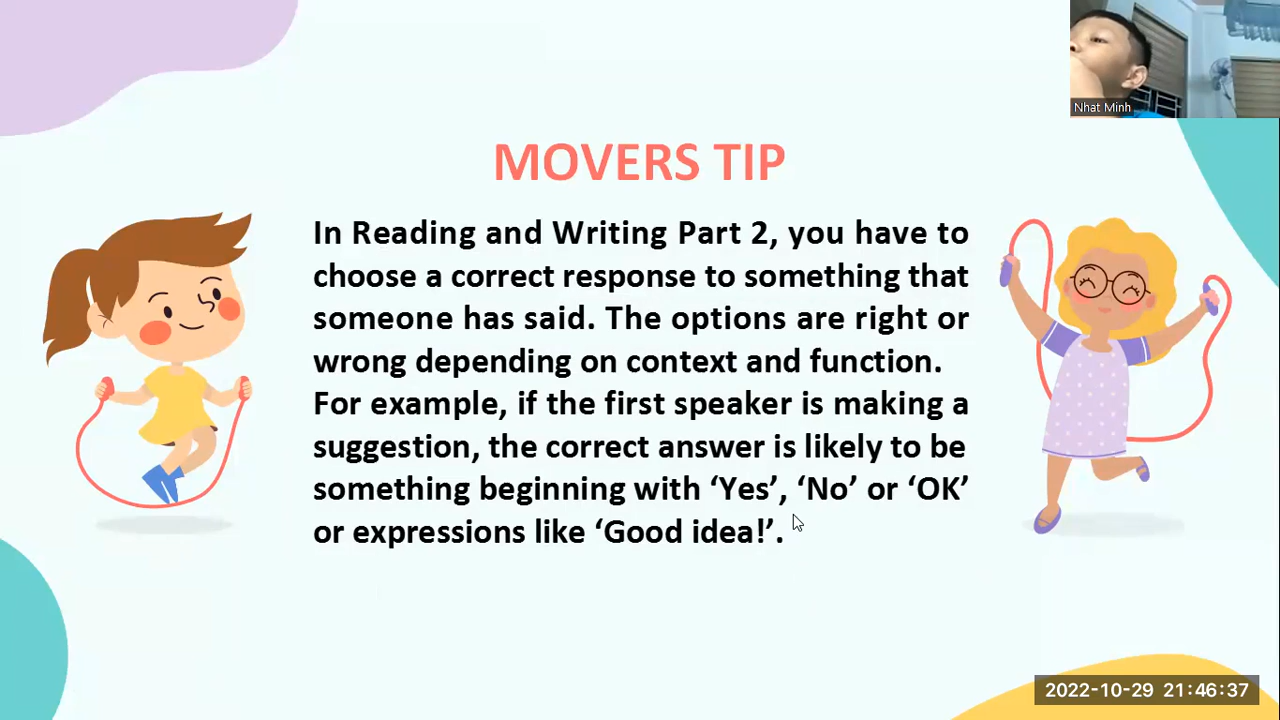 Nhat Minh
MOVERS TIP
In Reading and Writing Part 2, you have to
choose a correct response to something that
someone has said. The options are right or
wrong depending on context and function.
For example, if the first speaker is making a
suggestion, the correct answer is likely to be
something beginning with ‘Yes’, ‘No’ or ‘OK’
or expressions like ‘Good idea!’.
2022-10-29 21:46:37